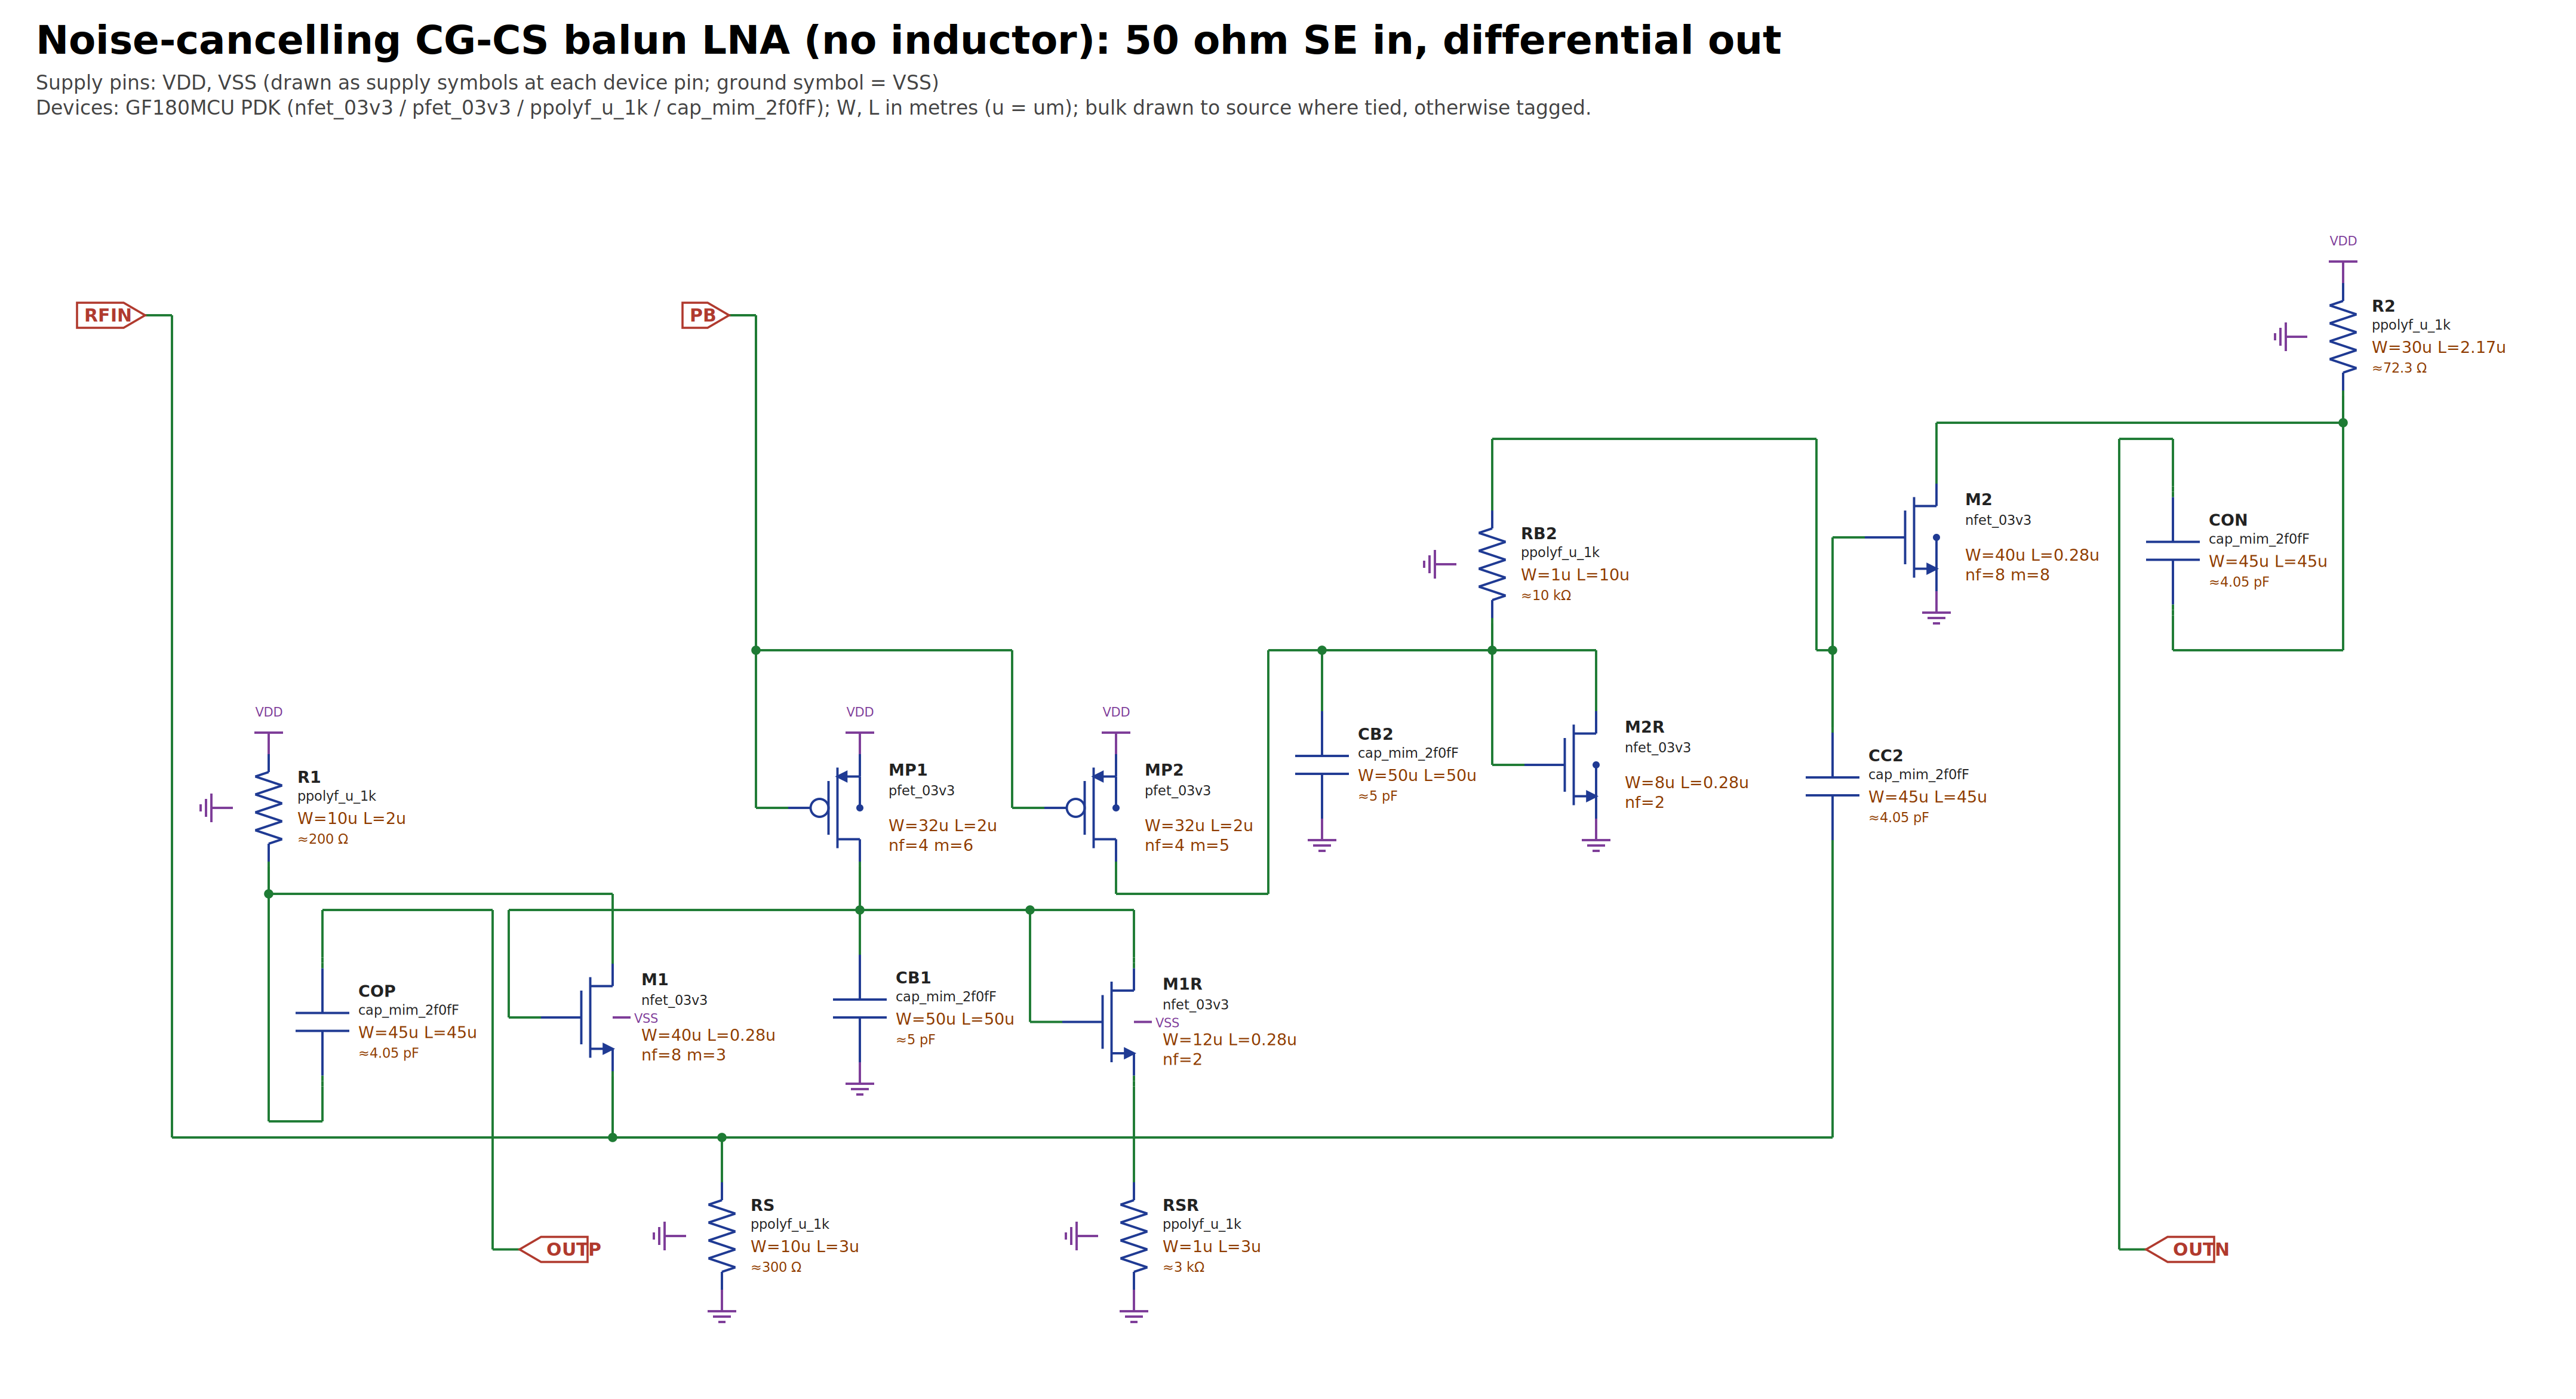 Noise-cancelling CG-CS balun LNA (no inductor): 50 ohm SE in, differential out
Supply pins: VDD, VSS (drawn as supply symbols at each device pin; ground symbol = VSS)
Devices: GF180MCU PDK (nfet_03v3 / pfet_03v3 / ppolyf_u_1k / cap_mim_2f0fF); W, L in metres (u = um); bulk drawn to source where tied, otherwise tagged.
VDD
R2
ppolyf_u_1k
W=30u L=2.17u
≈72.3 Ω
RFIN
PB
M2
nfet_03v3
W=40u L=0.28u
nf=8 m=8
CON
cap_mim_2f0fF
W=45u L=45u
≈4.05 pF
RB2
ppolyf_u_1k
W=1u L=10u
≈10 kΩ
VDD
R1
ppolyf_u_1k
W=10u L=2u
≈200 Ω
VDD
MP1
pfet_03v3
W=32u L=2u
nf=4 m=6
VDD
MP2
pfet_03v3
W=32u L=2u
nf=4 m=5
CB2
cap_mim_2f0fF
W=50u L=50u
≈5 pF
M2R
nfet_03v3
W=8u L=0.28u
nf=2
CC2
cap_mim_2f0fF
W=45u L=45u
≈4.05 pF
COP
cap_mim_2f0fF
W=45u L=45u
≈4.05 pF
M1
nfet_03v3
VSS
W=40u L=0.28u
nf=8 m=3
CB1
cap_mim_2f0fF
W=50u L=50u
≈5 pF
M1R
nfet_03v3
VSS
W=12u L=0.28u
nf=2
OUTP
RS
ppolyf_u_1k
W=10u L=3u
≈300 Ω
RSR
ppolyf_u_1k
W=1u L=3u
≈3 kΩ
OUTN